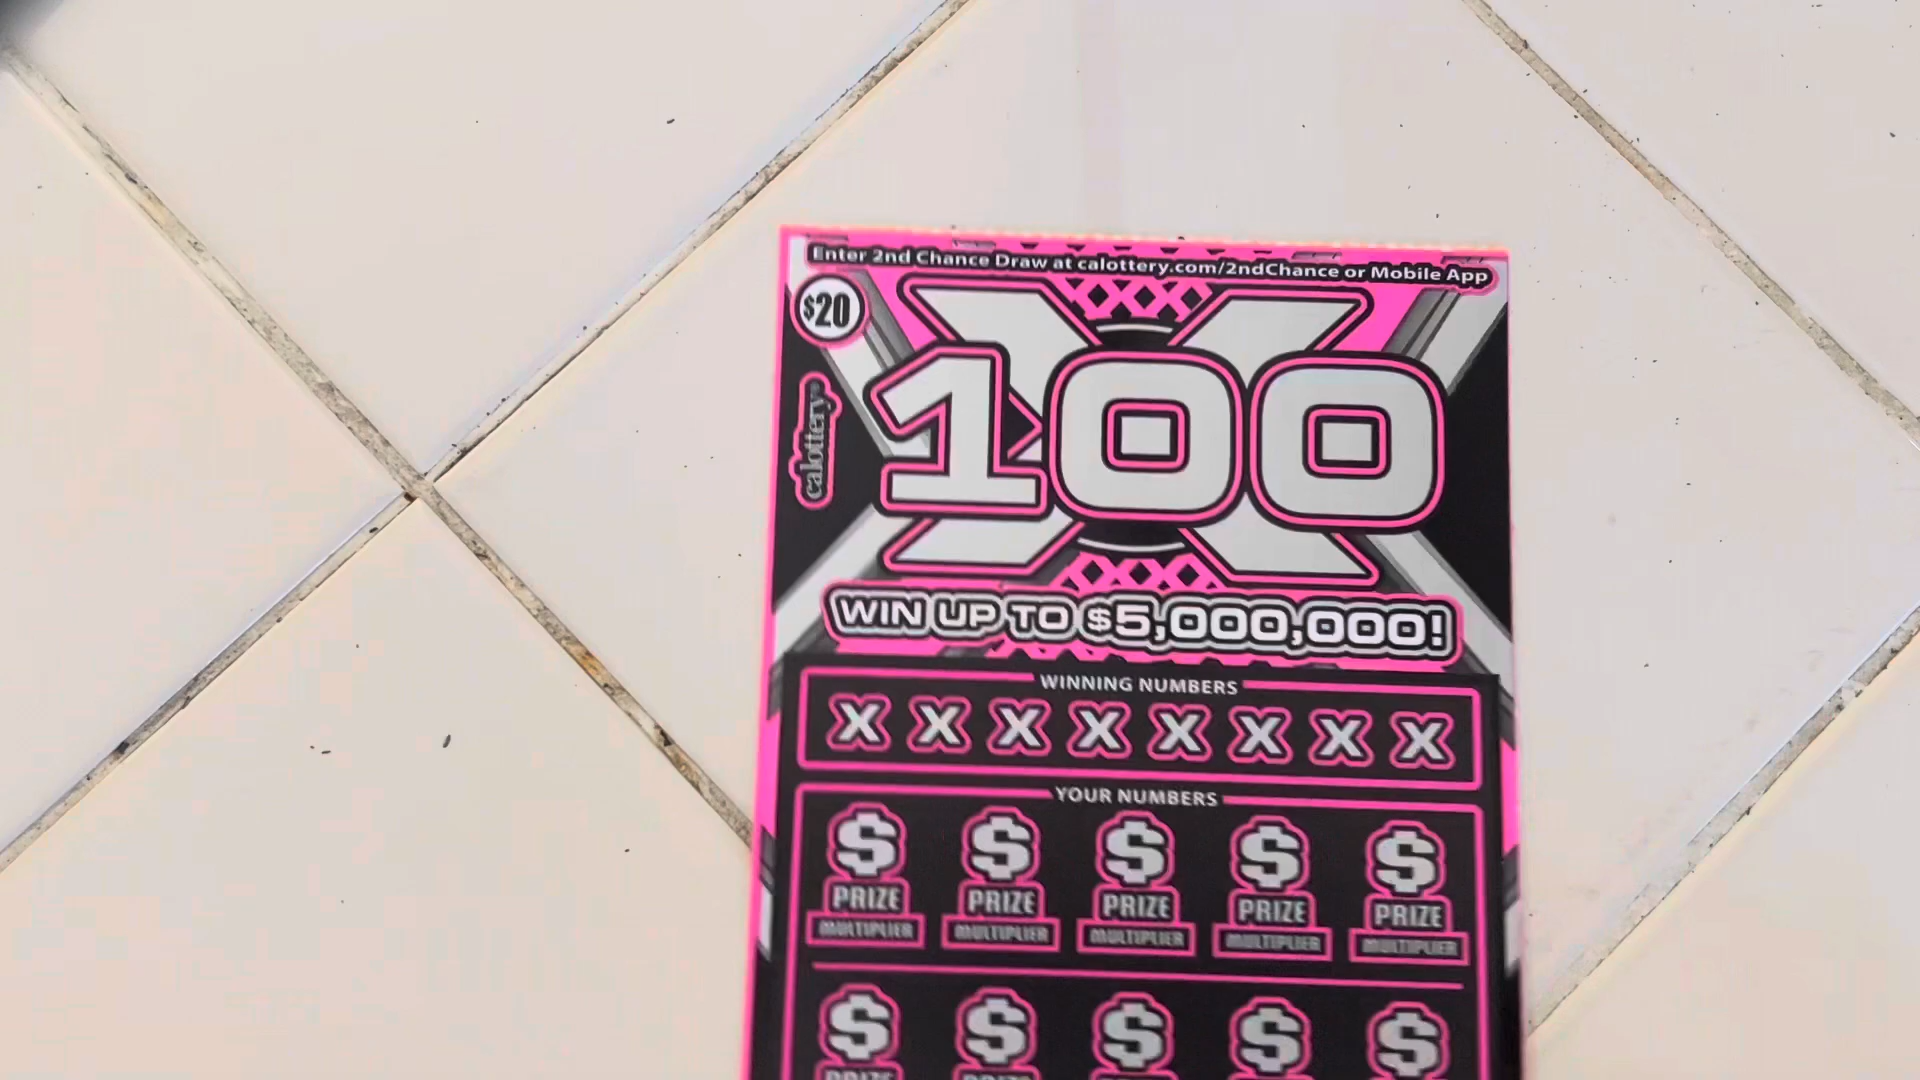 Enter 2nd Chance Draw at calottery.com/2ndChance or Mobile App
$20
calottery
X
100
WIN UP TO $5,000,000!
WINNING NUMBERS
X X X X X X X X
YOUR NUMBERS
$ $ $ $ $
PRIZE PRIZE PRIZE PRIZE PRIZE
MULTIPLIER MULTIPLIER MULTIPLIER MULTIPLIER MULTIPLIER
$ $ $ $ $